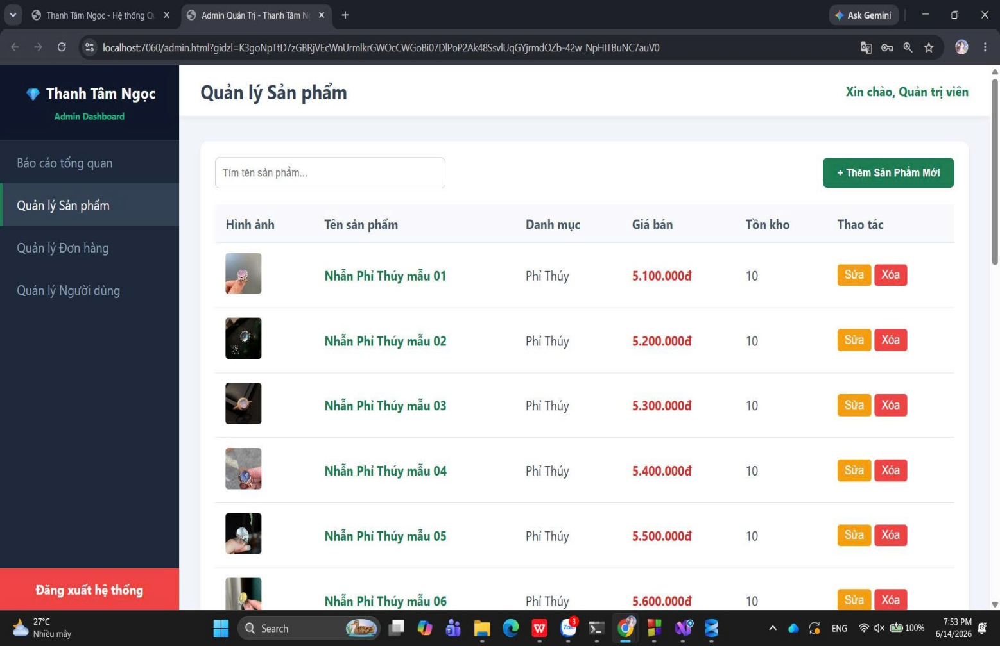 Thanh Tâm Ngọc - Hệ thống Q
Admin Quản Trị - Thanh Tâm N
Ask Gemini
localhost:7060/admin.html?gidzl=K3goNpTtD7zGBRjVEcWnUrmlkrGWOcCWGoBi07DlPoP2Ak48SsvlUqGYjrmdOZb-42w_NpHITBuNC7auV0
Thanh Tâm Ngọc
Admin Dashboard
Quản lý Sản phẩm
Xin chào, Quản trị viên
Báo cáo tổng quan
Quản lý Sản phẩm
Quản lý Đơn hàng
Quản lý Người dùng
Đăng xuất hệ thống
Tìm tên sản phẩm...
+ Thêm Sản Phẩm Mới
Hình ảnh Tên sản phẩm Danh mục Giá bán Tồn kho Thao tác
Nhẫn Phỉ Thúy mẫu 01 Phỉ Thúy 5.100.000đ 10 Sửa Xóa
Nhẫn Phỉ Thúy mẫu 02 Phỉ Thúy 5.200.000đ 10 Sửa Xóa
Nhẫn Phỉ Thúy mẫu 03 Phỉ Thúy 5.300.000đ 10 Sửa Xóa
Nhẫn Phỉ Thúy mẫu 04 Phỉ Thúy 5.400.000đ 10 Sửa Xóa
Nhẫn Phỉ Thúy mẫu 05 Phỉ Thúy 5.500.000đ 10 Sửa Xóa
Nhẫn Phỉ Thúy mẫu 06 Phỉ Thúy 5.600.000đ 10 Sửa Xóa
27°C
Nhiều mây
Search
Zalo
3
ENG
100%
7:53 PM
6/14/2026